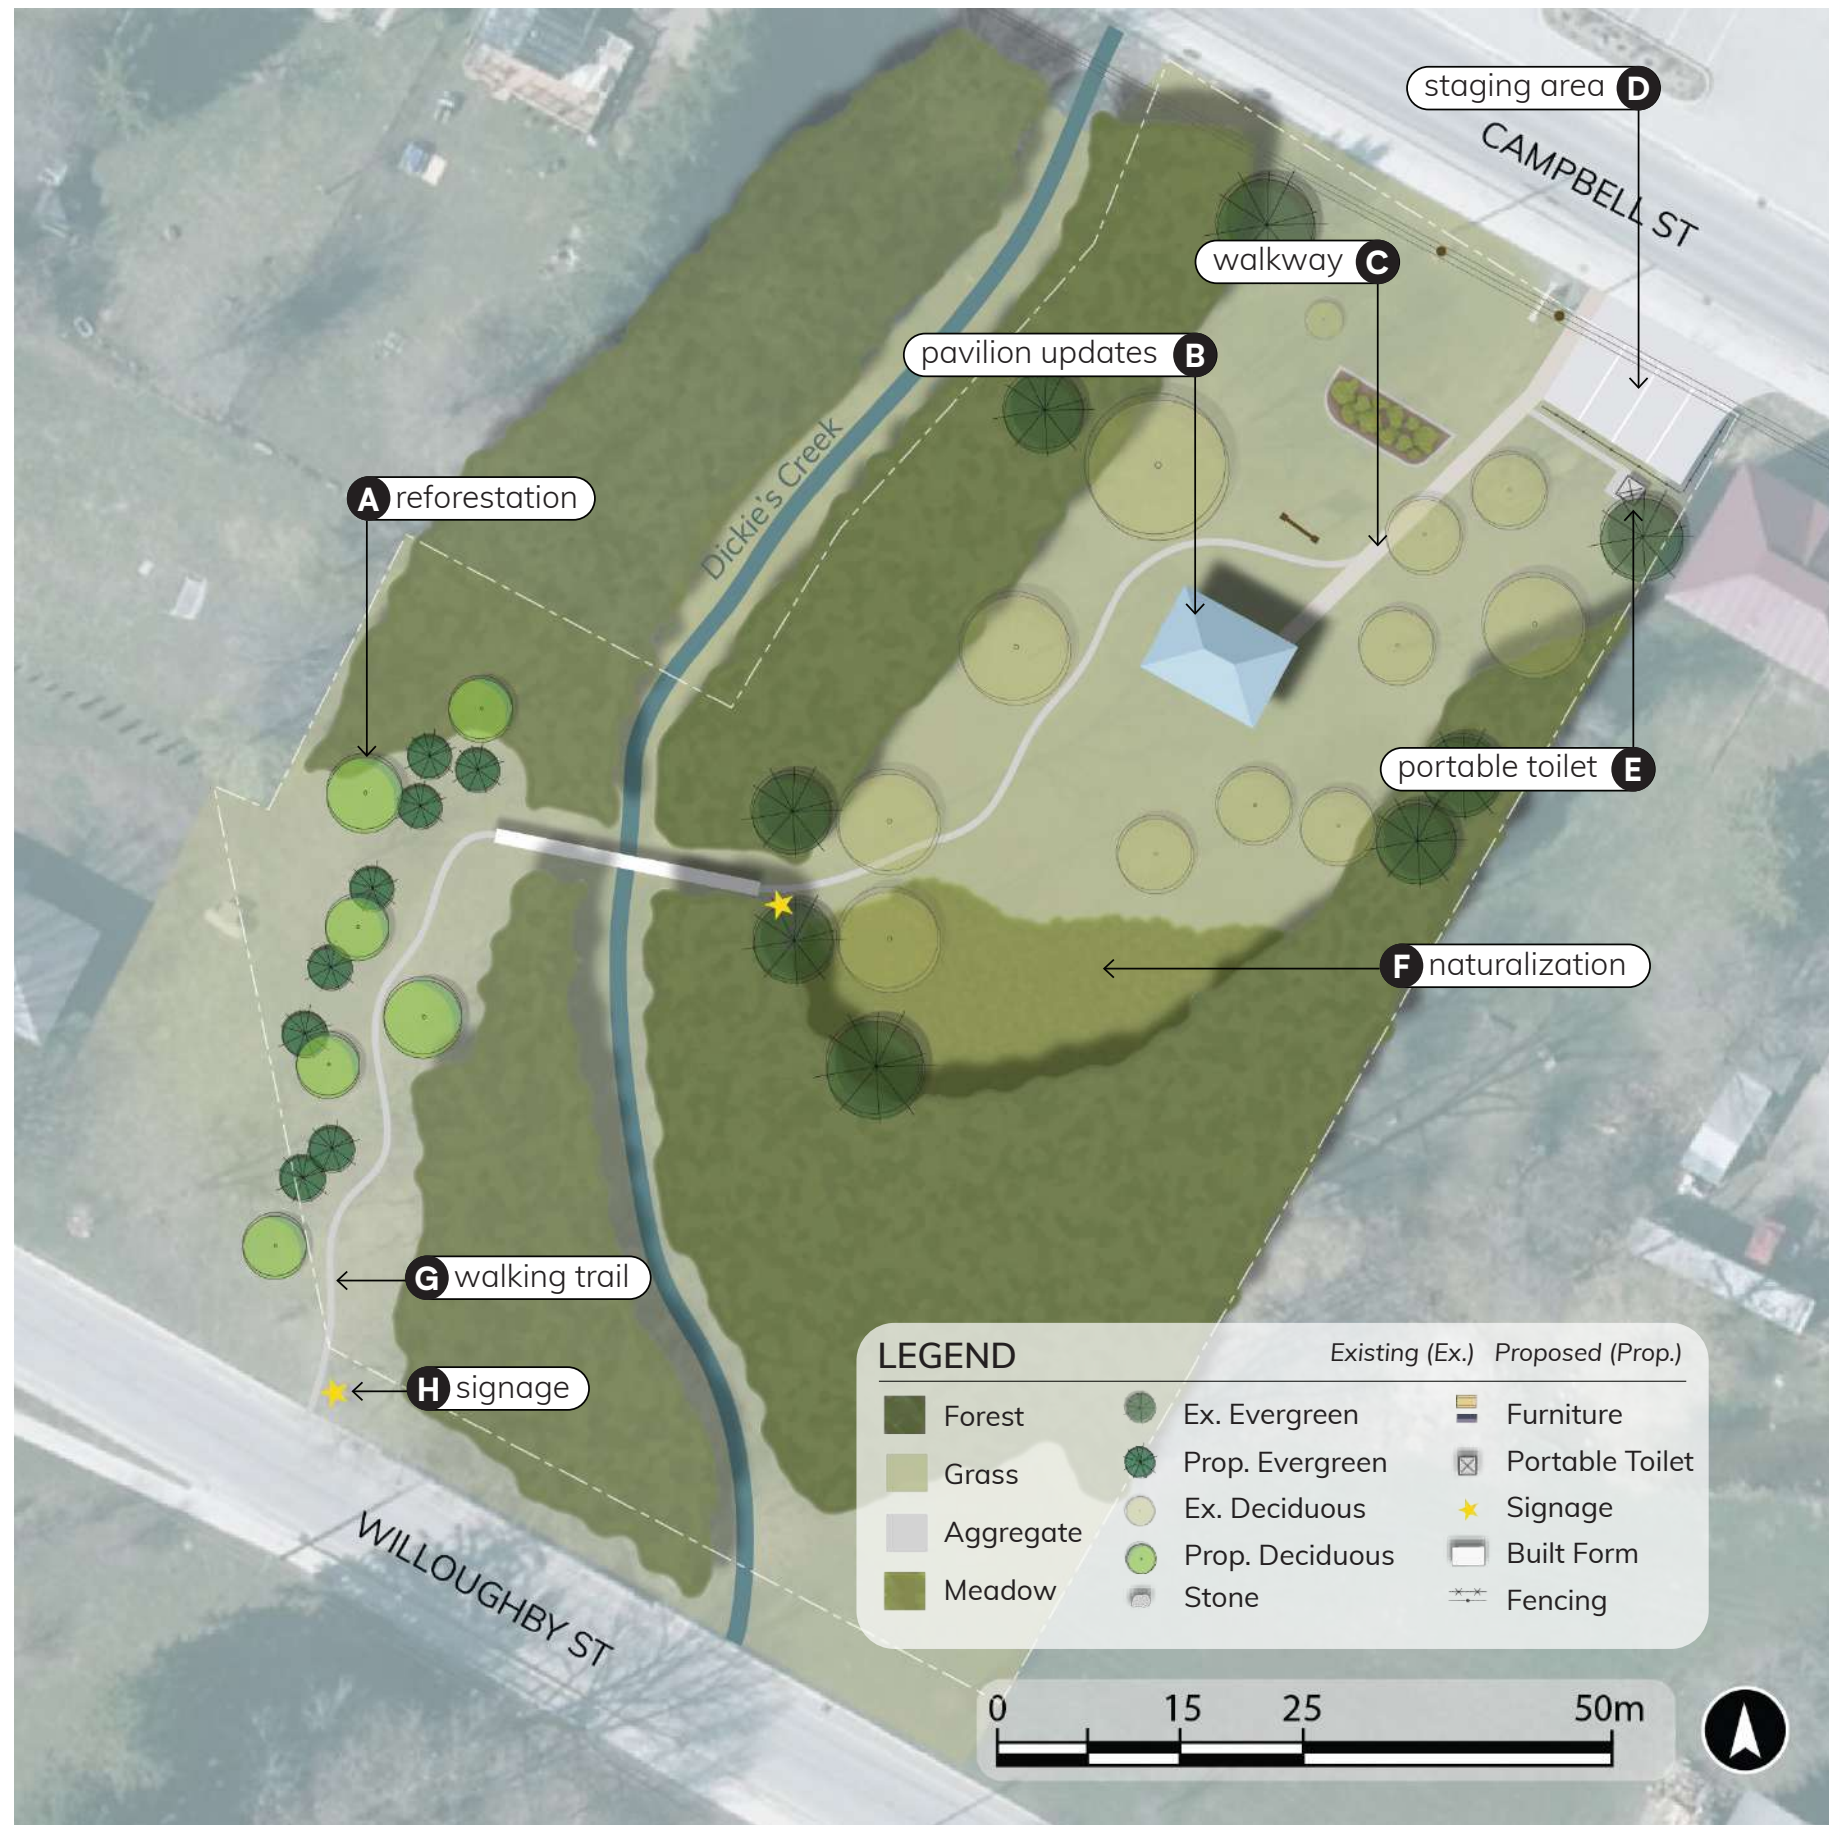 staging area D
CAMPBELL ST
walkway C
pavilion updates B
Dickie's Creek
A reforestation
portable toilet E
F naturalization
G walking trail
H signage
WILLOUGHBY ST
LEGEND
Existing (Ex.) Proposed (Prop.)
Forest
Grass
Aggregate
Meadow
Ex. Evergreen
Prop. Evergreen
Ex. Deciduous
Prop. Deciduous
Stone
Furniture
Portable Toilet
Signage
Built Form
Fencing
0 15 25 50m